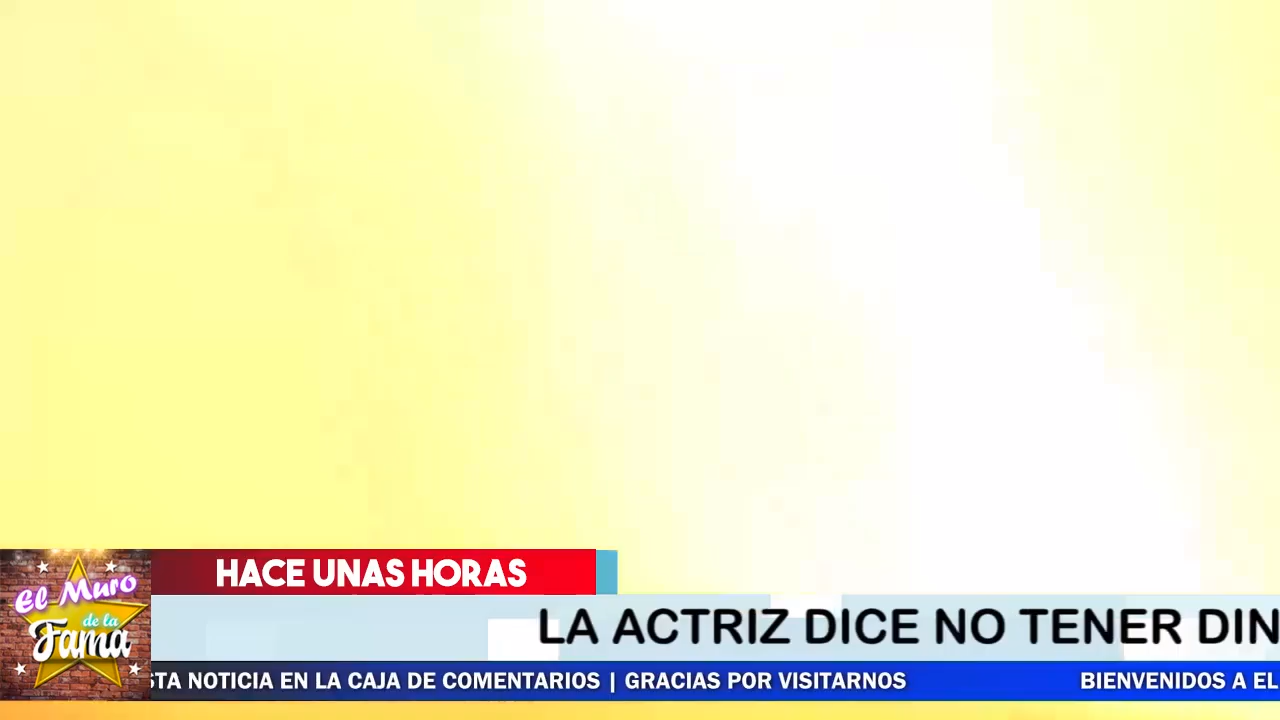 HACE UNAS HORAS
El Muro
de la
Fama
LA ACTRIZ DICE NO TENER DIN
STA NOTICIA EN LA CAJA DE COMENTARIOS | GRACIAS POR VISITARNOS BIENVENIDOS A EL